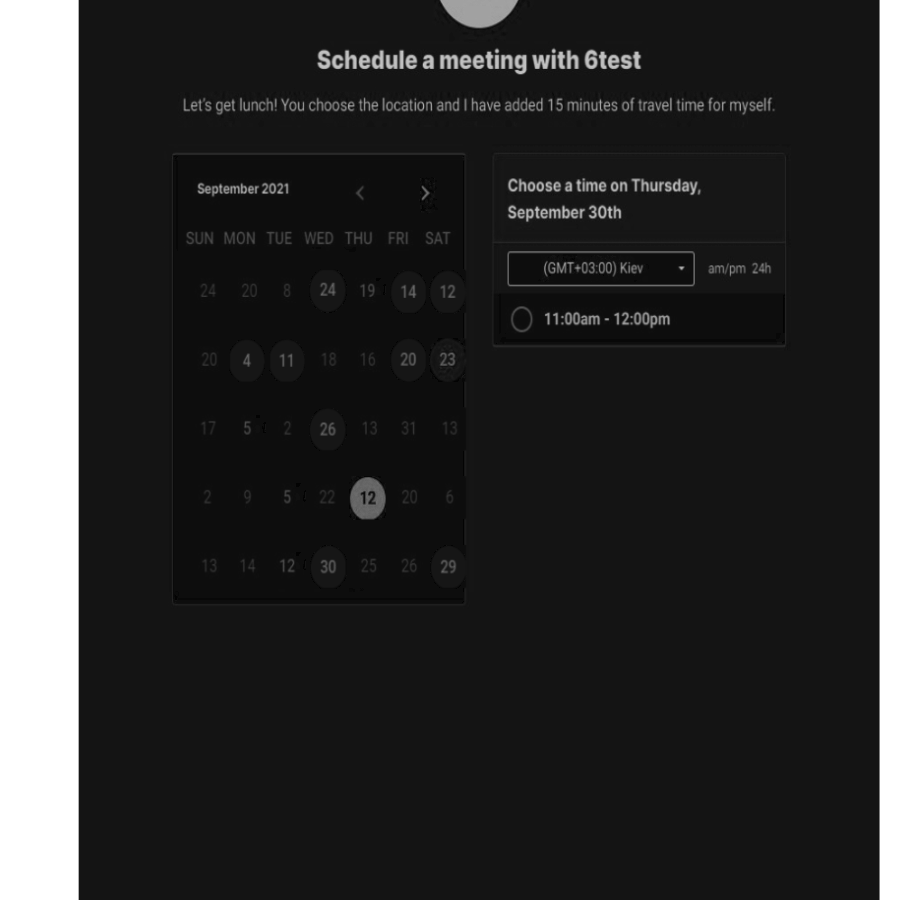 Schedule a meeting with 6test
Let's get lunch! You choose the location and I have added 15 minutes of travel time for myself.
September 2021
SUN MON TUE WED THU FRI SAT
24 20 8 24 19 14 12
20 4 11 18 16 20 23
17 5 2 26 13 31 13
2 9 5 22 12 20 6
13 14 12 30 25 26 29
Choose a time on Thursday,
September 30th
(GMT+03:00) Kiev am/pm 24h
11:00am - 12:00pm